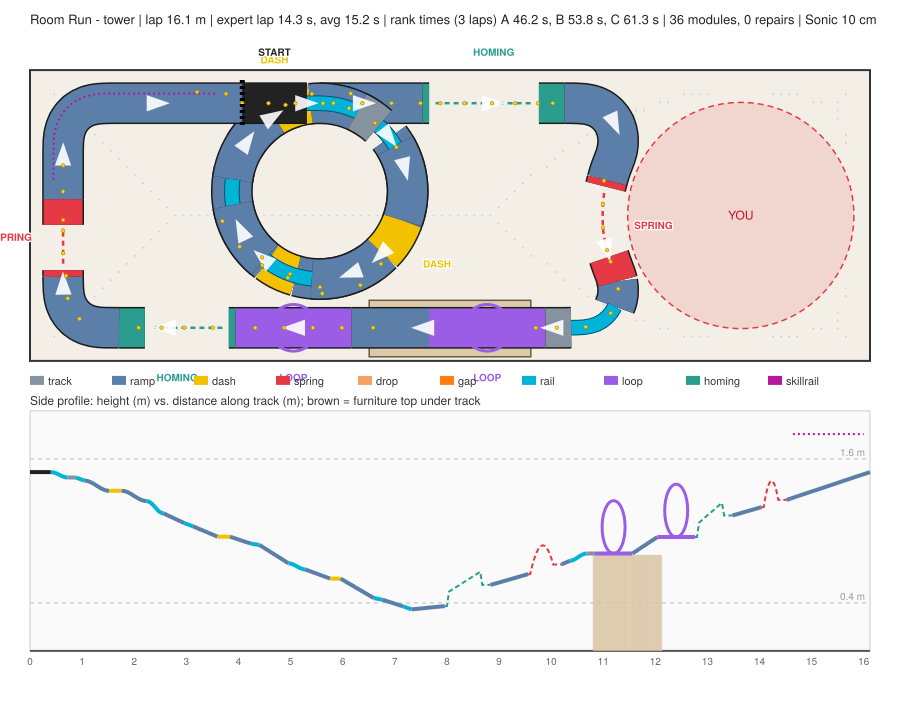 Room Run - tower | lap 16.1 m | expert lap 14.3 s, avg 15.2 s | rank times (3 laps) A 46.2 s, B 53.8 s, C 61.3 s | 36 modules, 0 repairs | Sonic 10 cm
START
HOMING
DASH
YOU
SPRING
PRING
DASH
HOMING
LOOP
LOOP
track
ramp
dash
spring
drop
gap
rail
loop
homing
skillrail
Side profile: height (m) vs. distance along track (m); brown = furniture top under track
1.6 m
0.4 m
0 1 2 3 4 5 6 7 8 9 10 11 12 13 14 15 16